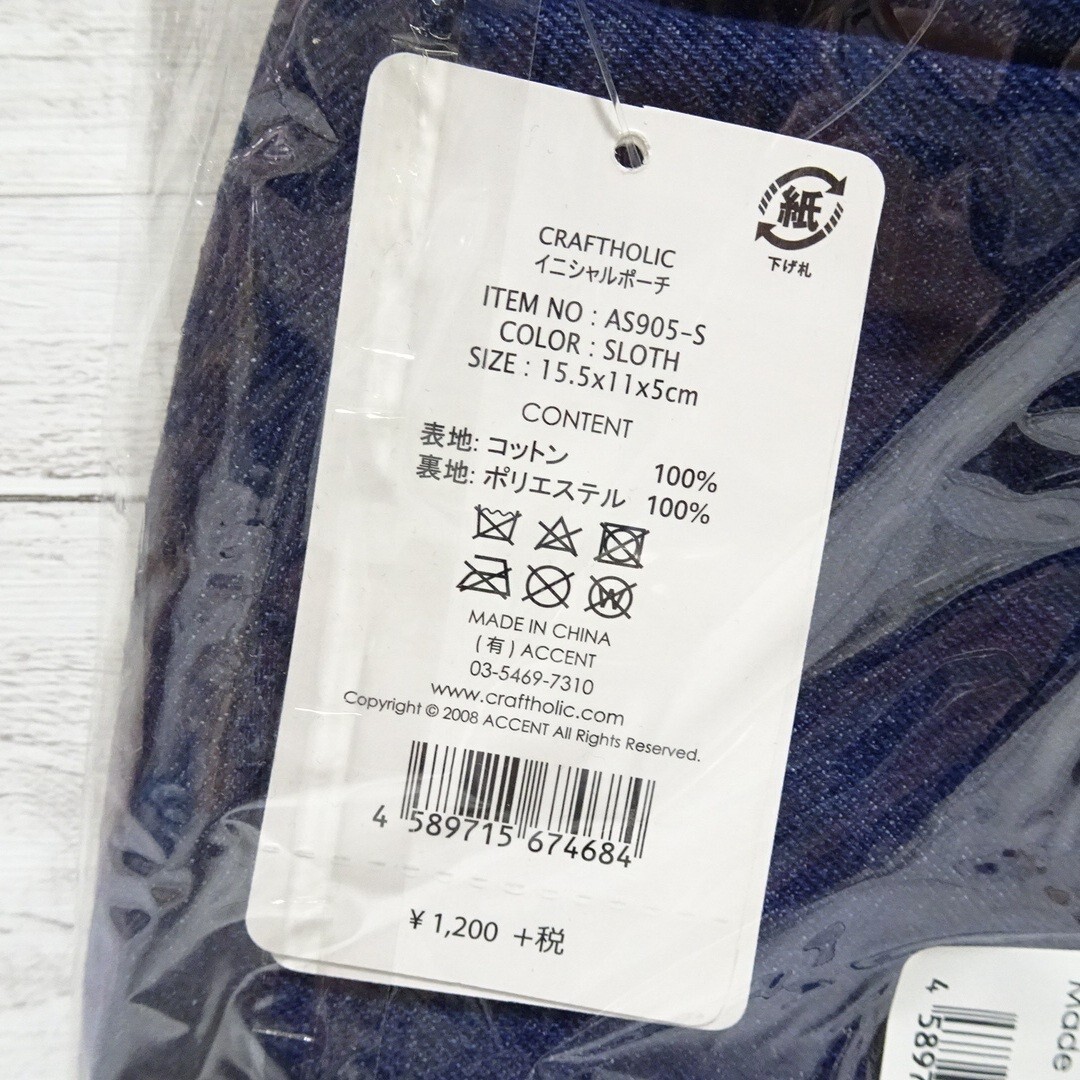 紙
下げ札
CRAFTHOLIC
イニシャルポーチ
ITEM NO : AS905-S
COLOR : SLOTH
SIZE : 15.5x11x5cm
CONTENT
表地: コットン 100%
裏地: ポリエステル 100%
W
MADE IN CHINA
(有) ACCENT
03-5469-7310
www.craftholic.com
Copyright © 2008 ACCENT All Rights Reserved.
4 589715 674684
¥ 1,200 +税
Made
4 5897